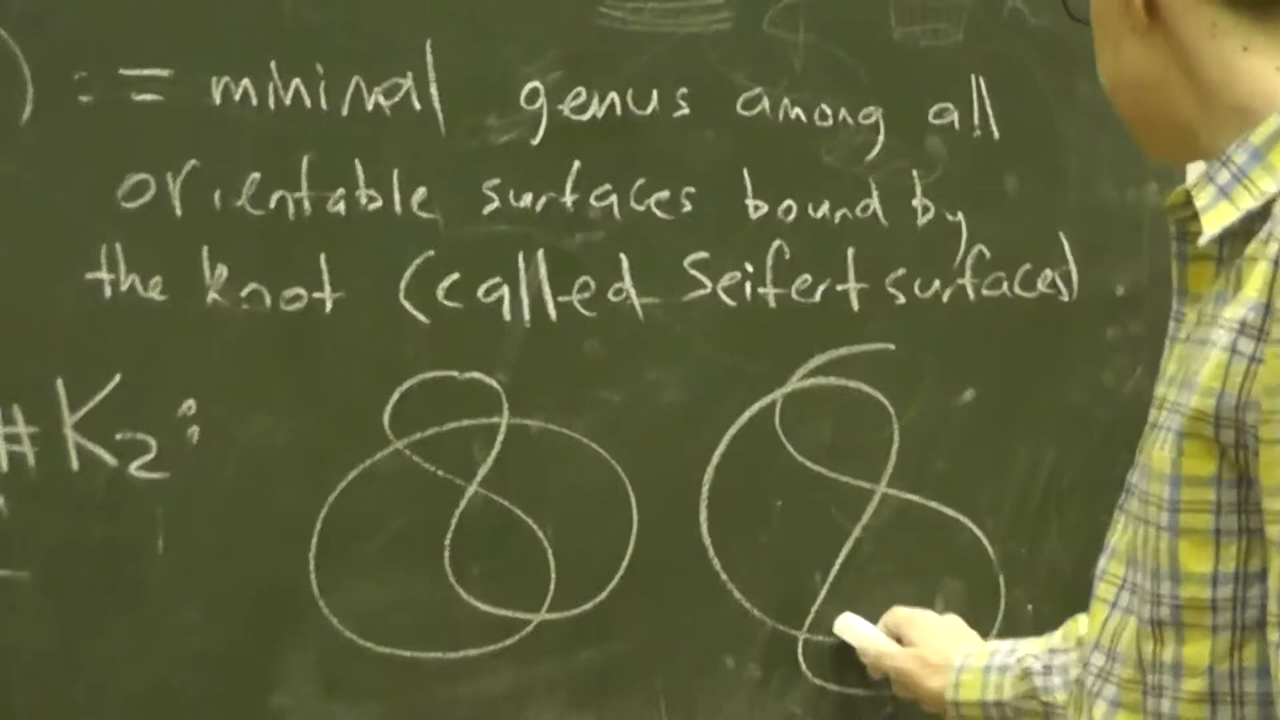 ) := minimal genus among all
orientable surfaces bound by
the knot (called Seifert surfaces).
#K₂: